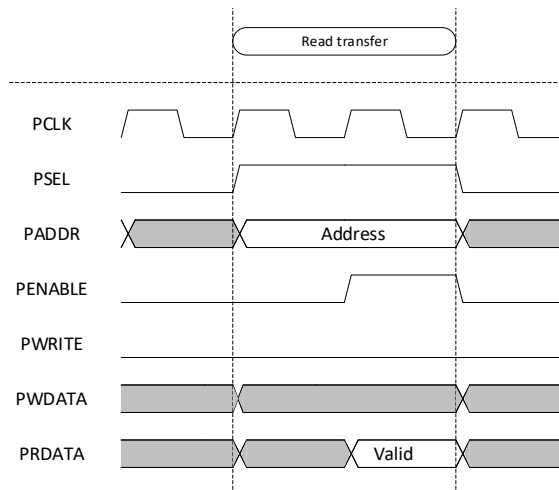 Read transfer
PCLK
PSEL
PADDR
Address
PENABLE
PWRITE
PWDATA
PRDATA
Valid